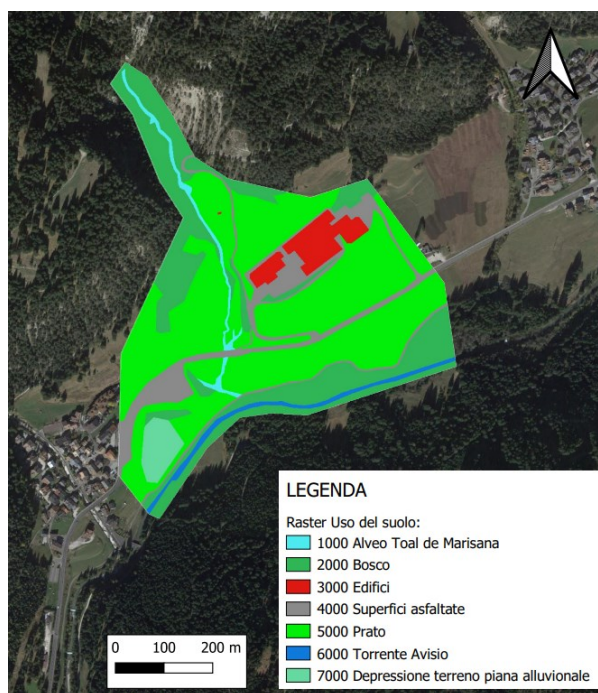 LEGENDA
Raster Uso del suolo:
1000 Alveo Toal de Marisana
2000 Bosco
3000 Edifici
4000 Superfici asfaltate
5000 Prato
6000 Torrente Avisio
7000 Depressione terreno piana alluvionale
0 100 200 m